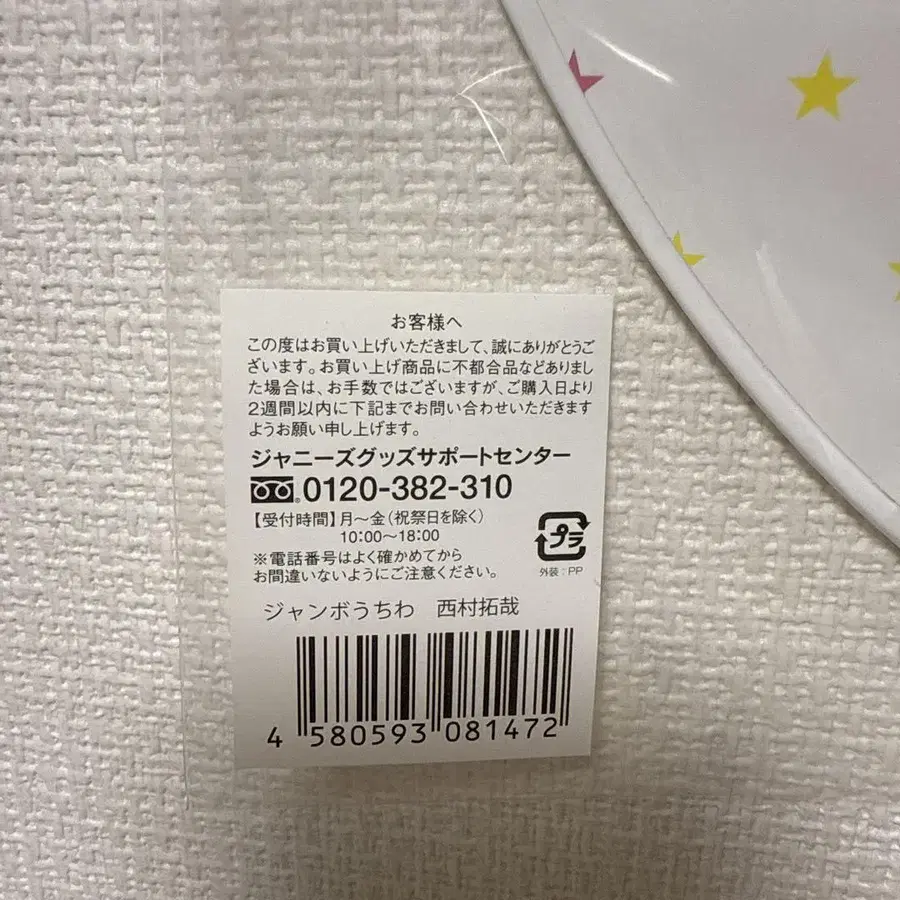 お客様へ
この度はお買い上げいただきまして、誠にありがとうご
ざいます。お買い上げ商品に不都合品などありまし
た場合は、お手数ではございますが、ご購入日より
2週間以内に下記までお問い合わせいただきます
ようお願い申し上げます。
ジャニーズグッズサポートセンター
0120-382-310
【受付時間】月〜金（祝祭日を除く）
10:00〜18:00
※電話番号はよく確かめてから
お間違いないようにご注意ください。
プラ
外装：PP
ジャンボうちわ　西村拓哉
4 580593 081472